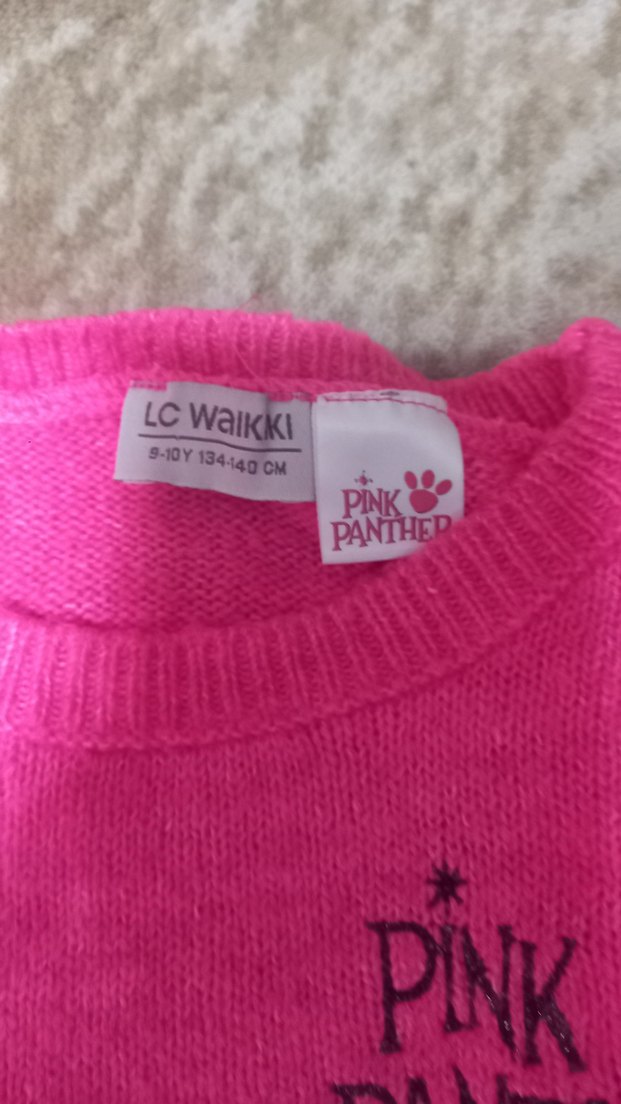 LC WAIKIKI
9-10Y 134-140 CM
PINK
PANTHER
PINK